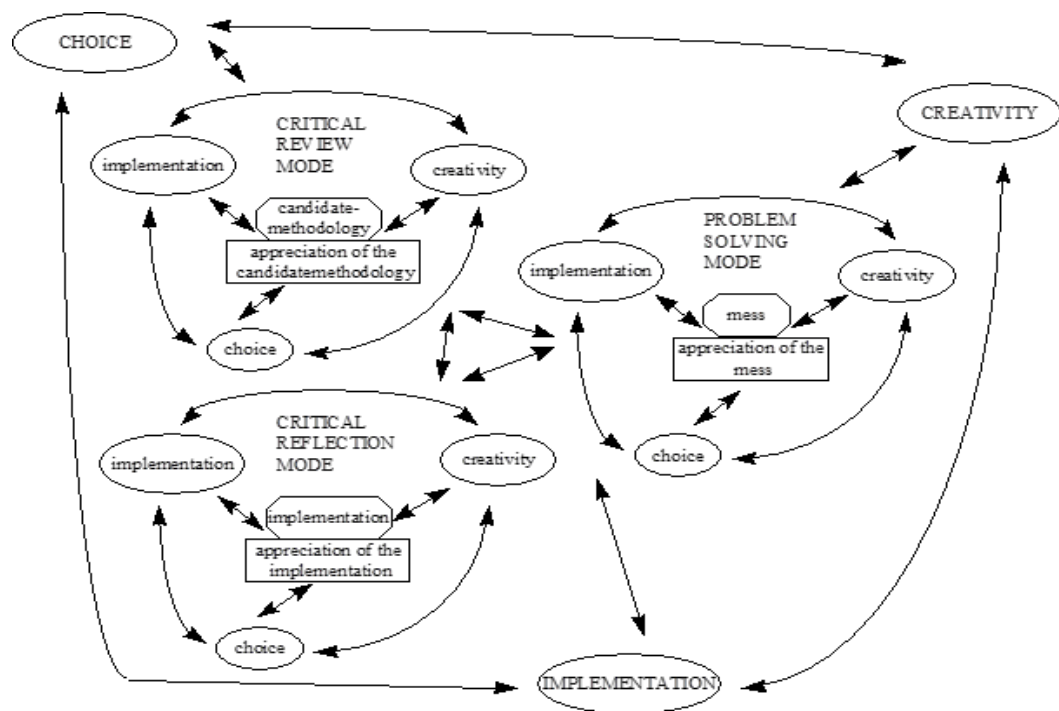 CHOICE
CREATIVITY
CRITICAL
REVIEW
MODE
implementation
creativity
candidate-
methodology
appreciation of the
candidatemethodology
choice
PROBLEM
SOLVING
MODE
implementation
creativity
mess
appreciation of the
mess
choice
CRITICAL
REFLECTION
MODE
implementation
creativity
implementation
appreciation of the
implementation
choice
IMPLEMENTATION